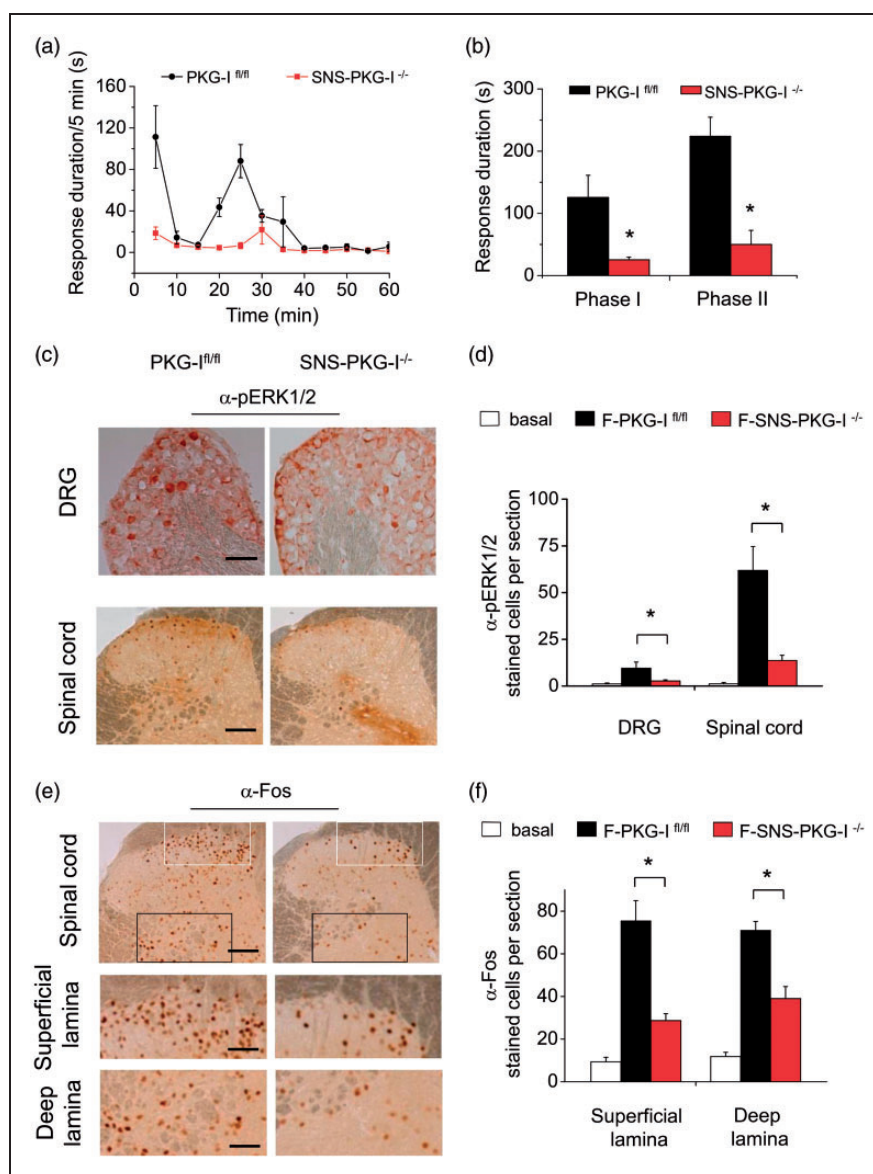 (a)
PKG-I fl/fl
SNS-PKG-I -/-
Response duration/5 min (s)
160
120
80
40
0
0
10
20
30
40
50
60
Time (min)
(b)
PKG-I fl/fl
SNS-PKG-I -/-
Response duration (s)
300
200
100
0
*
*
Phase I
Phase II
(c)
PKG-Ifl/fl
SNS-PKG-I-/-
α-pERK1/2
DRG
Spinal cord
(d)
basal
F-PKG-I fl/fl
F-SNS-PKG-I -/-
α-pERK1/2
stained cells per section
100
75
50
25
0
*
*
DRG
Spinal cord
(e)
α-Fos
Spinal cord
Superficial
lamina
Deep
lamina
(f)
basal
F-PKG-I fl/fl
F-SNS-PKG-I -/-
α-Fos
stained cells per section
80
60
40
20
0
*
*
Superficial
lamina
Deep
lamina